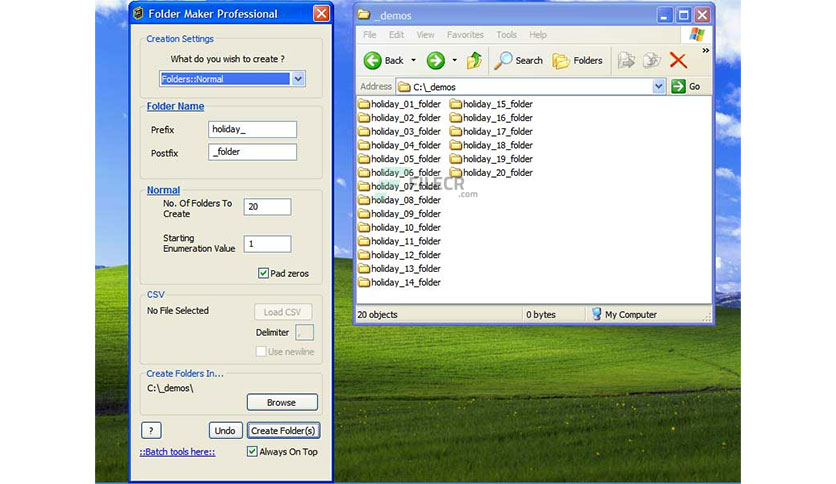 Folder Maker Professional
Creation Settings
What do you wish to create ?
Folders::Normal
Folder Name
Prefix
holiday_
Postfix
_folder
Normal
No. Of Folders To
Create
20
Starting
Enumeration Value
1
Pad zeros
CSV
No File Selected
Load CSV
Delimiter
,
Use newline
Create Folders In...
C:\_demos\
Browse
?
Undo
Create Folder(s)
::Batch tools here::
Always On Top
_demos
File Edit View Favorites Tools Help
»
Back Search Folders
Address C:\_demos Go
holiday_01_folder holiday_15_folder
holiday_02_folder holiday_16_folder
holiday_03_folder holiday_17_folder
holiday_04_folder holiday_18_folder
holiday_05_folder holiday_19_folder
holiday_06_folder holiday_20_folder
holiday_07_folder
holiday_08_folder
holiday_09_folder
holiday_10_folder
holiday_11_folder
holiday_12_folder
holiday_13_folder
holiday_14_folder
FILECR
.com
20 objects 0 bytes My Computer